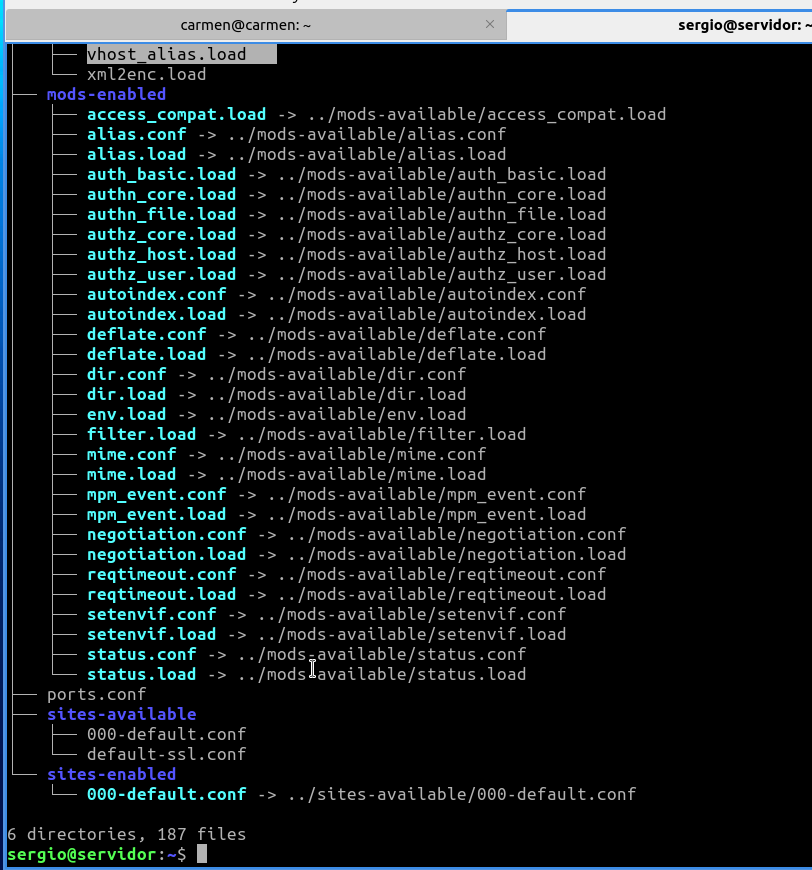 carmen@carmen: ~ ×
sergio@servidor: ~
├── vhost_alias.load
└── xml2enc.load
├── mods-enabled
│   ├── access_compat.load -> ../mods-available/access_compat.load
│   ├── alias.conf -> ../mods-available/alias.conf
│   ├── alias.load -> ../mods-available/alias.load
│   ├── auth_basic.load -> ../mods-available/auth_basic.load
│   ├── authn_core.load -> ../mods-available/authn_core.load
│   ├── authn_file.load -> ../mods-available/authn_file.load
│   ├── authz_core.load -> ../mods-available/authz_core.load
│   ├── authz_host.load -> ../mods-available/authz_host.load
│   ├── authz_user.load -> ../mods-available/authz_user.load
│   ├── autoindex.conf -> ../mods-available/autoindex.conf
│   ├── autoindex.load -> ../mods-available/autoindex.load
│   ├── deflate.conf -> ../mods-available/deflate.conf
│   ├── deflate.load -> ../mods-available/deflate.load
│   ├── dir.conf -> ../mods-available/dir.conf
│   ├── dir.load -> ../mods-available/dir.load
│   ├── env.load -> ../mods-available/env.load
│   ├── filter.load -> ../mods-available/filter.load
│   ├── mime.conf -> ../mods-available/mime.conf
│   ├── mime.load -> ../mods-available/mime.load
│   ├── mpm_event.conf -> ../mods-available/mpm_event.conf
│   ├── mpm_event.load -> ../mods-available/mpm_event.load
│   ├── negotiation.conf -> ../mods-available/negotiation.conf
│   ├── negotiation.load -> ../mods-available/negotiation.load
│   ├── reqtimeout.conf -> ../mods-available/reqtimeout.conf
│   ├── reqtimeout.load -> ../mods-available/reqtimeout.load
│   ├── setenvif.conf -> ../mods-available/setenvif.conf
│   ├── setenvif.load -> ../mods-available/setenvif.load
│   ├── status.conf -> ../mods-available/status.conf
│   └── status.load -> ../mods-available/status.load
├── ports.conf
├── sites-available
│   ├── 000-default.conf
│   └── default-ssl.conf
└── sites-enabled
    └── 000-default.conf -> ../sites-available/000-default.conf
6 directories, 187 files
sergio@servidor:~$